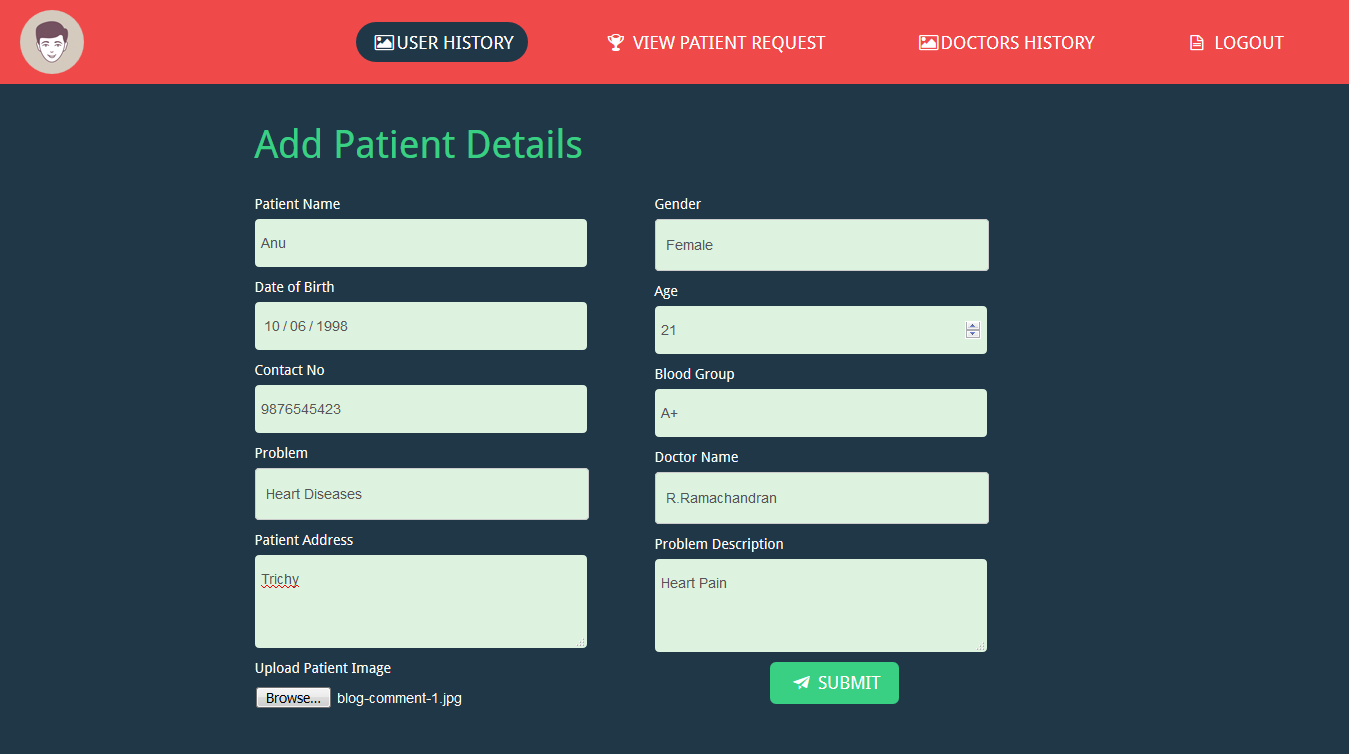 USER HISTORY
VIEW PATIENT REQUEST
DOCTORS HISTORY
LOGOUT
Add Patient Details
Patient Name
Anu
Gender
Female
Date of Birth
10 / 06 / 1998
Age
21
Contact No
9876545423
Blood Group
A+
Problem
Heart Diseases
Doctor Name
R.Ramachandran
Patient Address
Trichy
Problem Description
Heart Pain
Upload Patient Image
Browse... blog-comment-1.jpg
SUBMIT